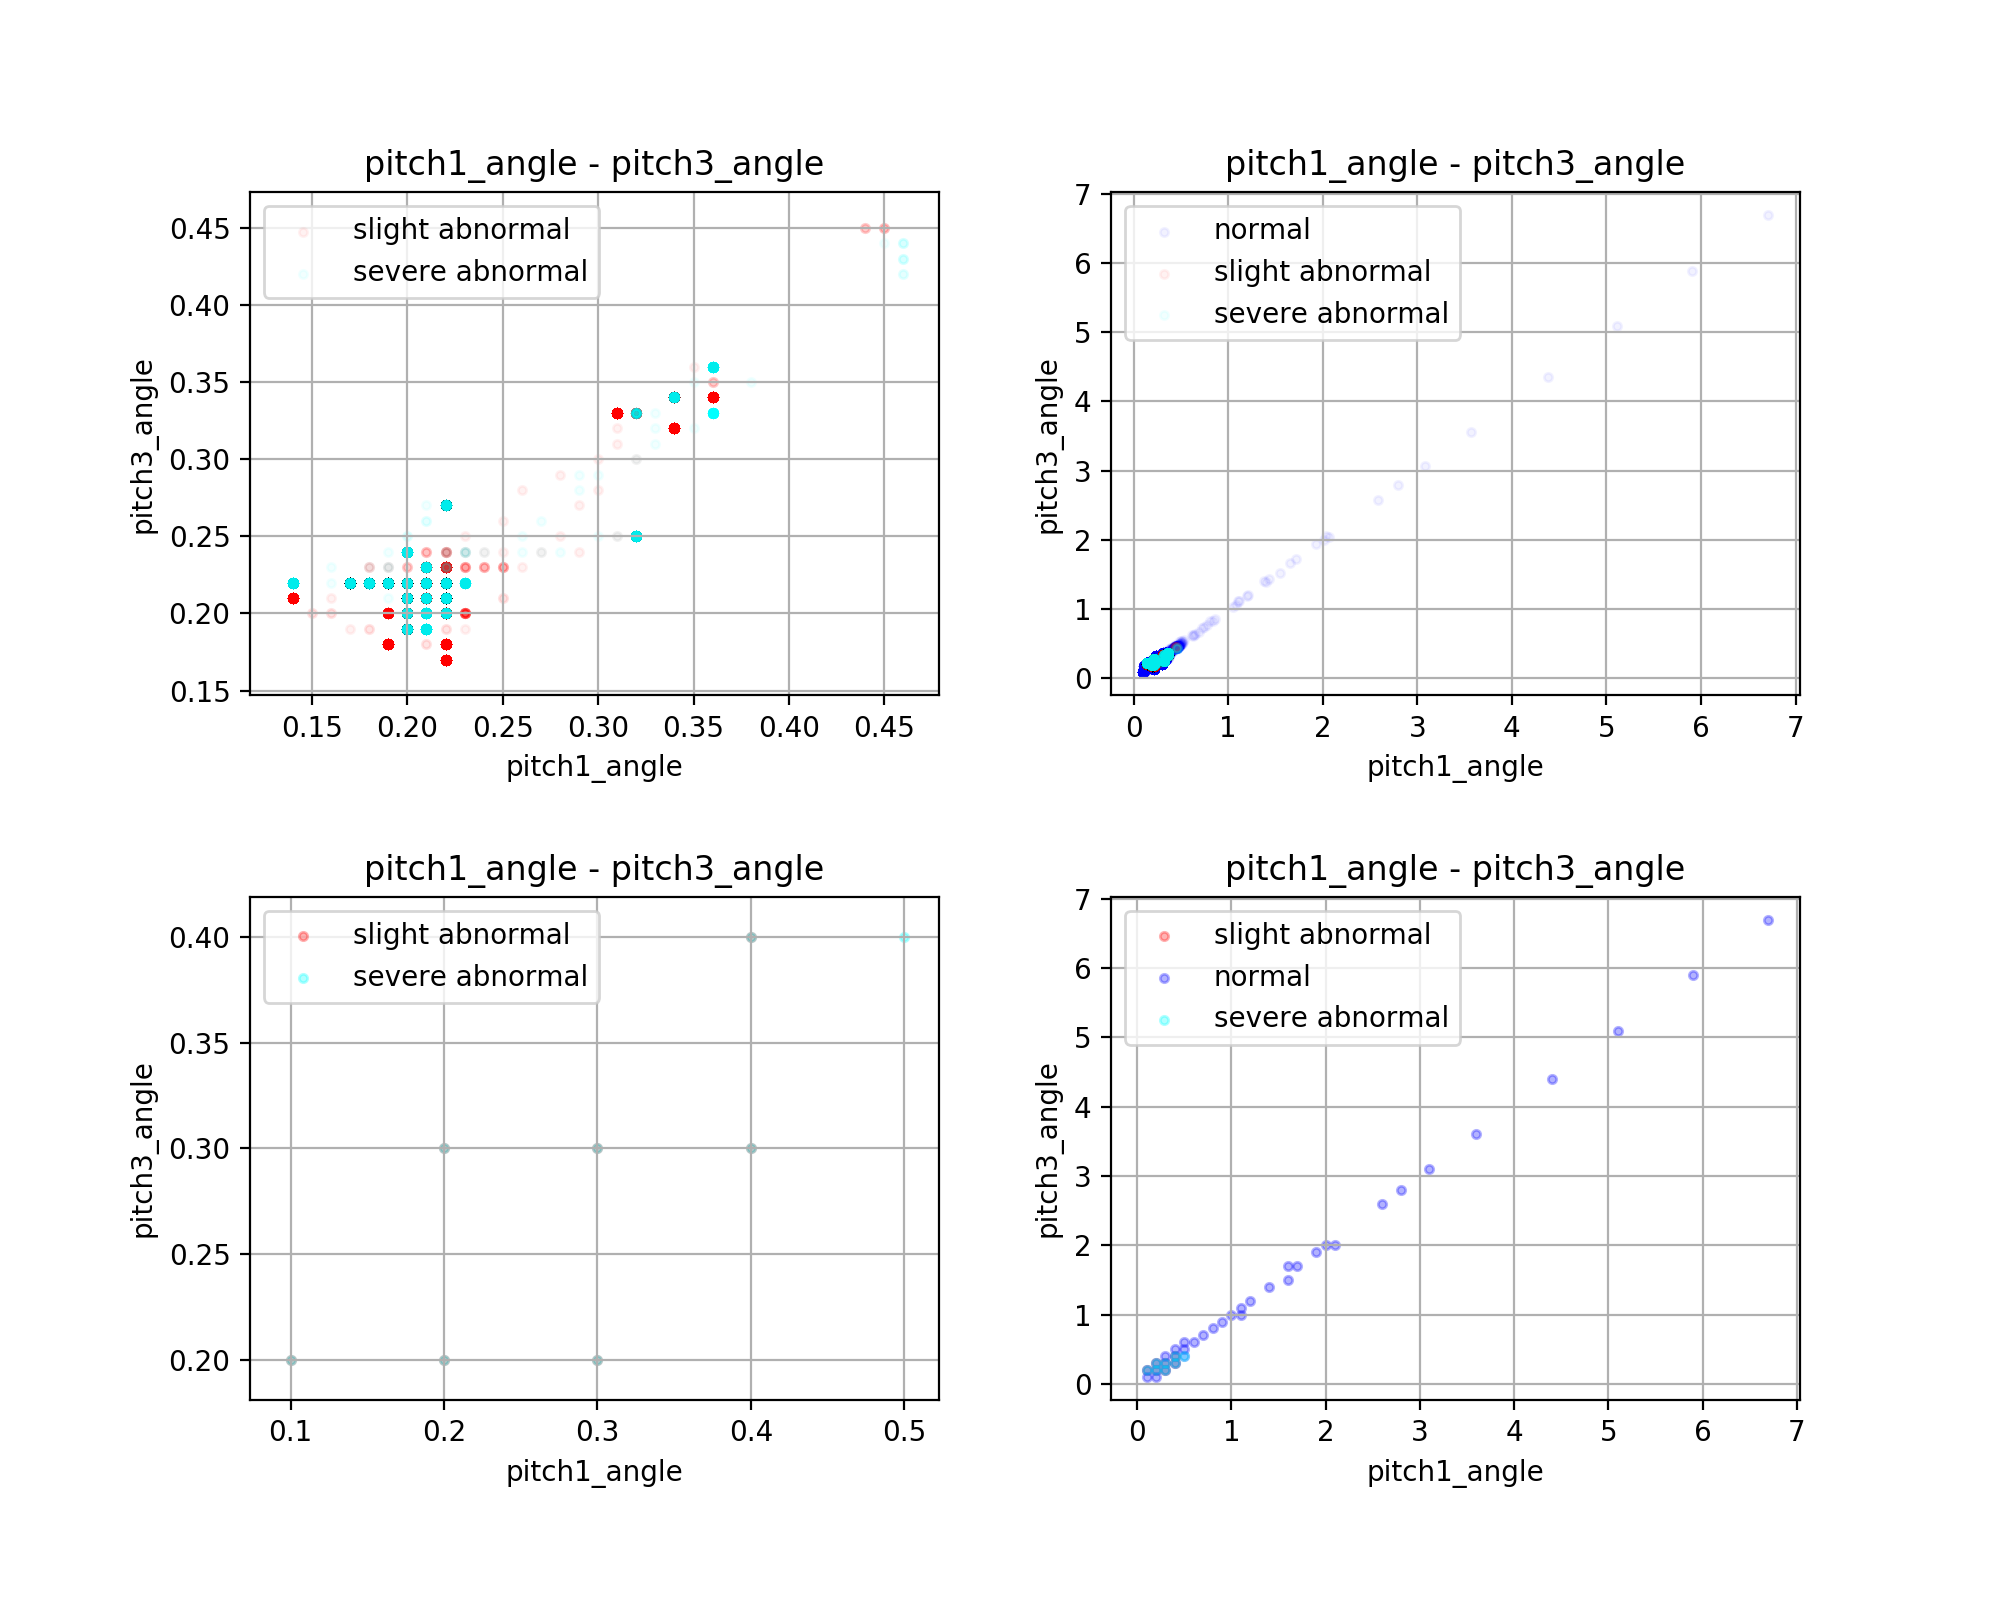 pitch1_angle - pitch3_angle
slight abnormal
severe abnormal
pitch3_angle
0.45
0.40
0.35
0.30
0.25
0.20
0.15
0.15 0.20 0.25 0.30 0.35 0.40 0.45
pitch1_angle
pitch1_angle - pitch3_angle
normal
slight abnormal
severe abnormal
pitch3_angle
7
6
5
4
3
2
1
0
0 1 2 3 4 5 6 7
pitch1_angle
pitch1_angle - pitch3_angle
slight abnormal
severe abnormal
pitch3_angle
0.40
0.35
0.30
0.25
0.20
0.1 0.2 0.3 0.4 0.5
pitch1_angle
pitch1_angle - pitch3_angle
slight abnormal
normal
severe abnormal
pitch3_angle
7
6
5
4
3
2
1
0
0 1 2 3 4 5 6 7
pitch1_angle